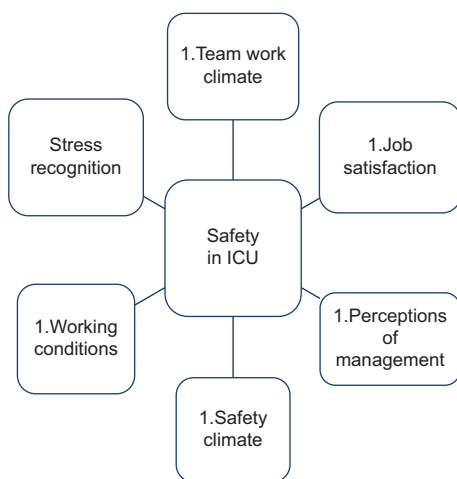 1.Team work
climate
Stress
recognition
1.Job
satisfaction
Safety
in ICU
1.Working
conditions
1.Perceptions
of
management
1.Safety
climate